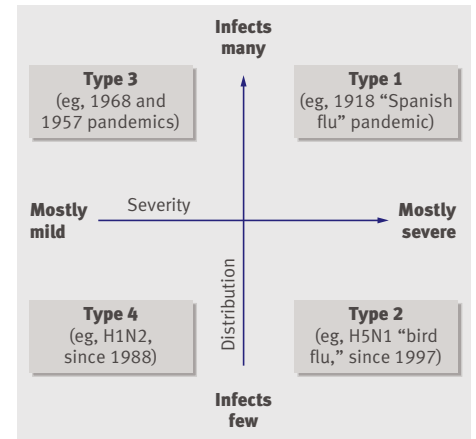 Infects
many
Type 3
(eg, 1968 and
1957 pandemics)
Type 1
(eg, 1918 “Spanish
flu” pandemic)
Mostly
mild
Severity
Mostly
severe
Distribution
Type 4
(eg, H1N2,
since 1988)
Type 2
(eg, H5N1 “bird
flu,” since 1997)
Infects
few